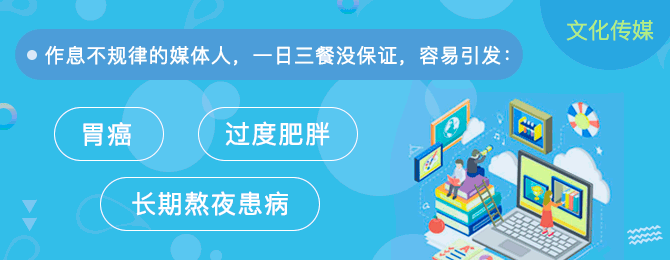 文化传媒
作息不规律的媒体人，一日三餐没保证，容易引发：
胃癌
过度肥胖
长期熬夜患病